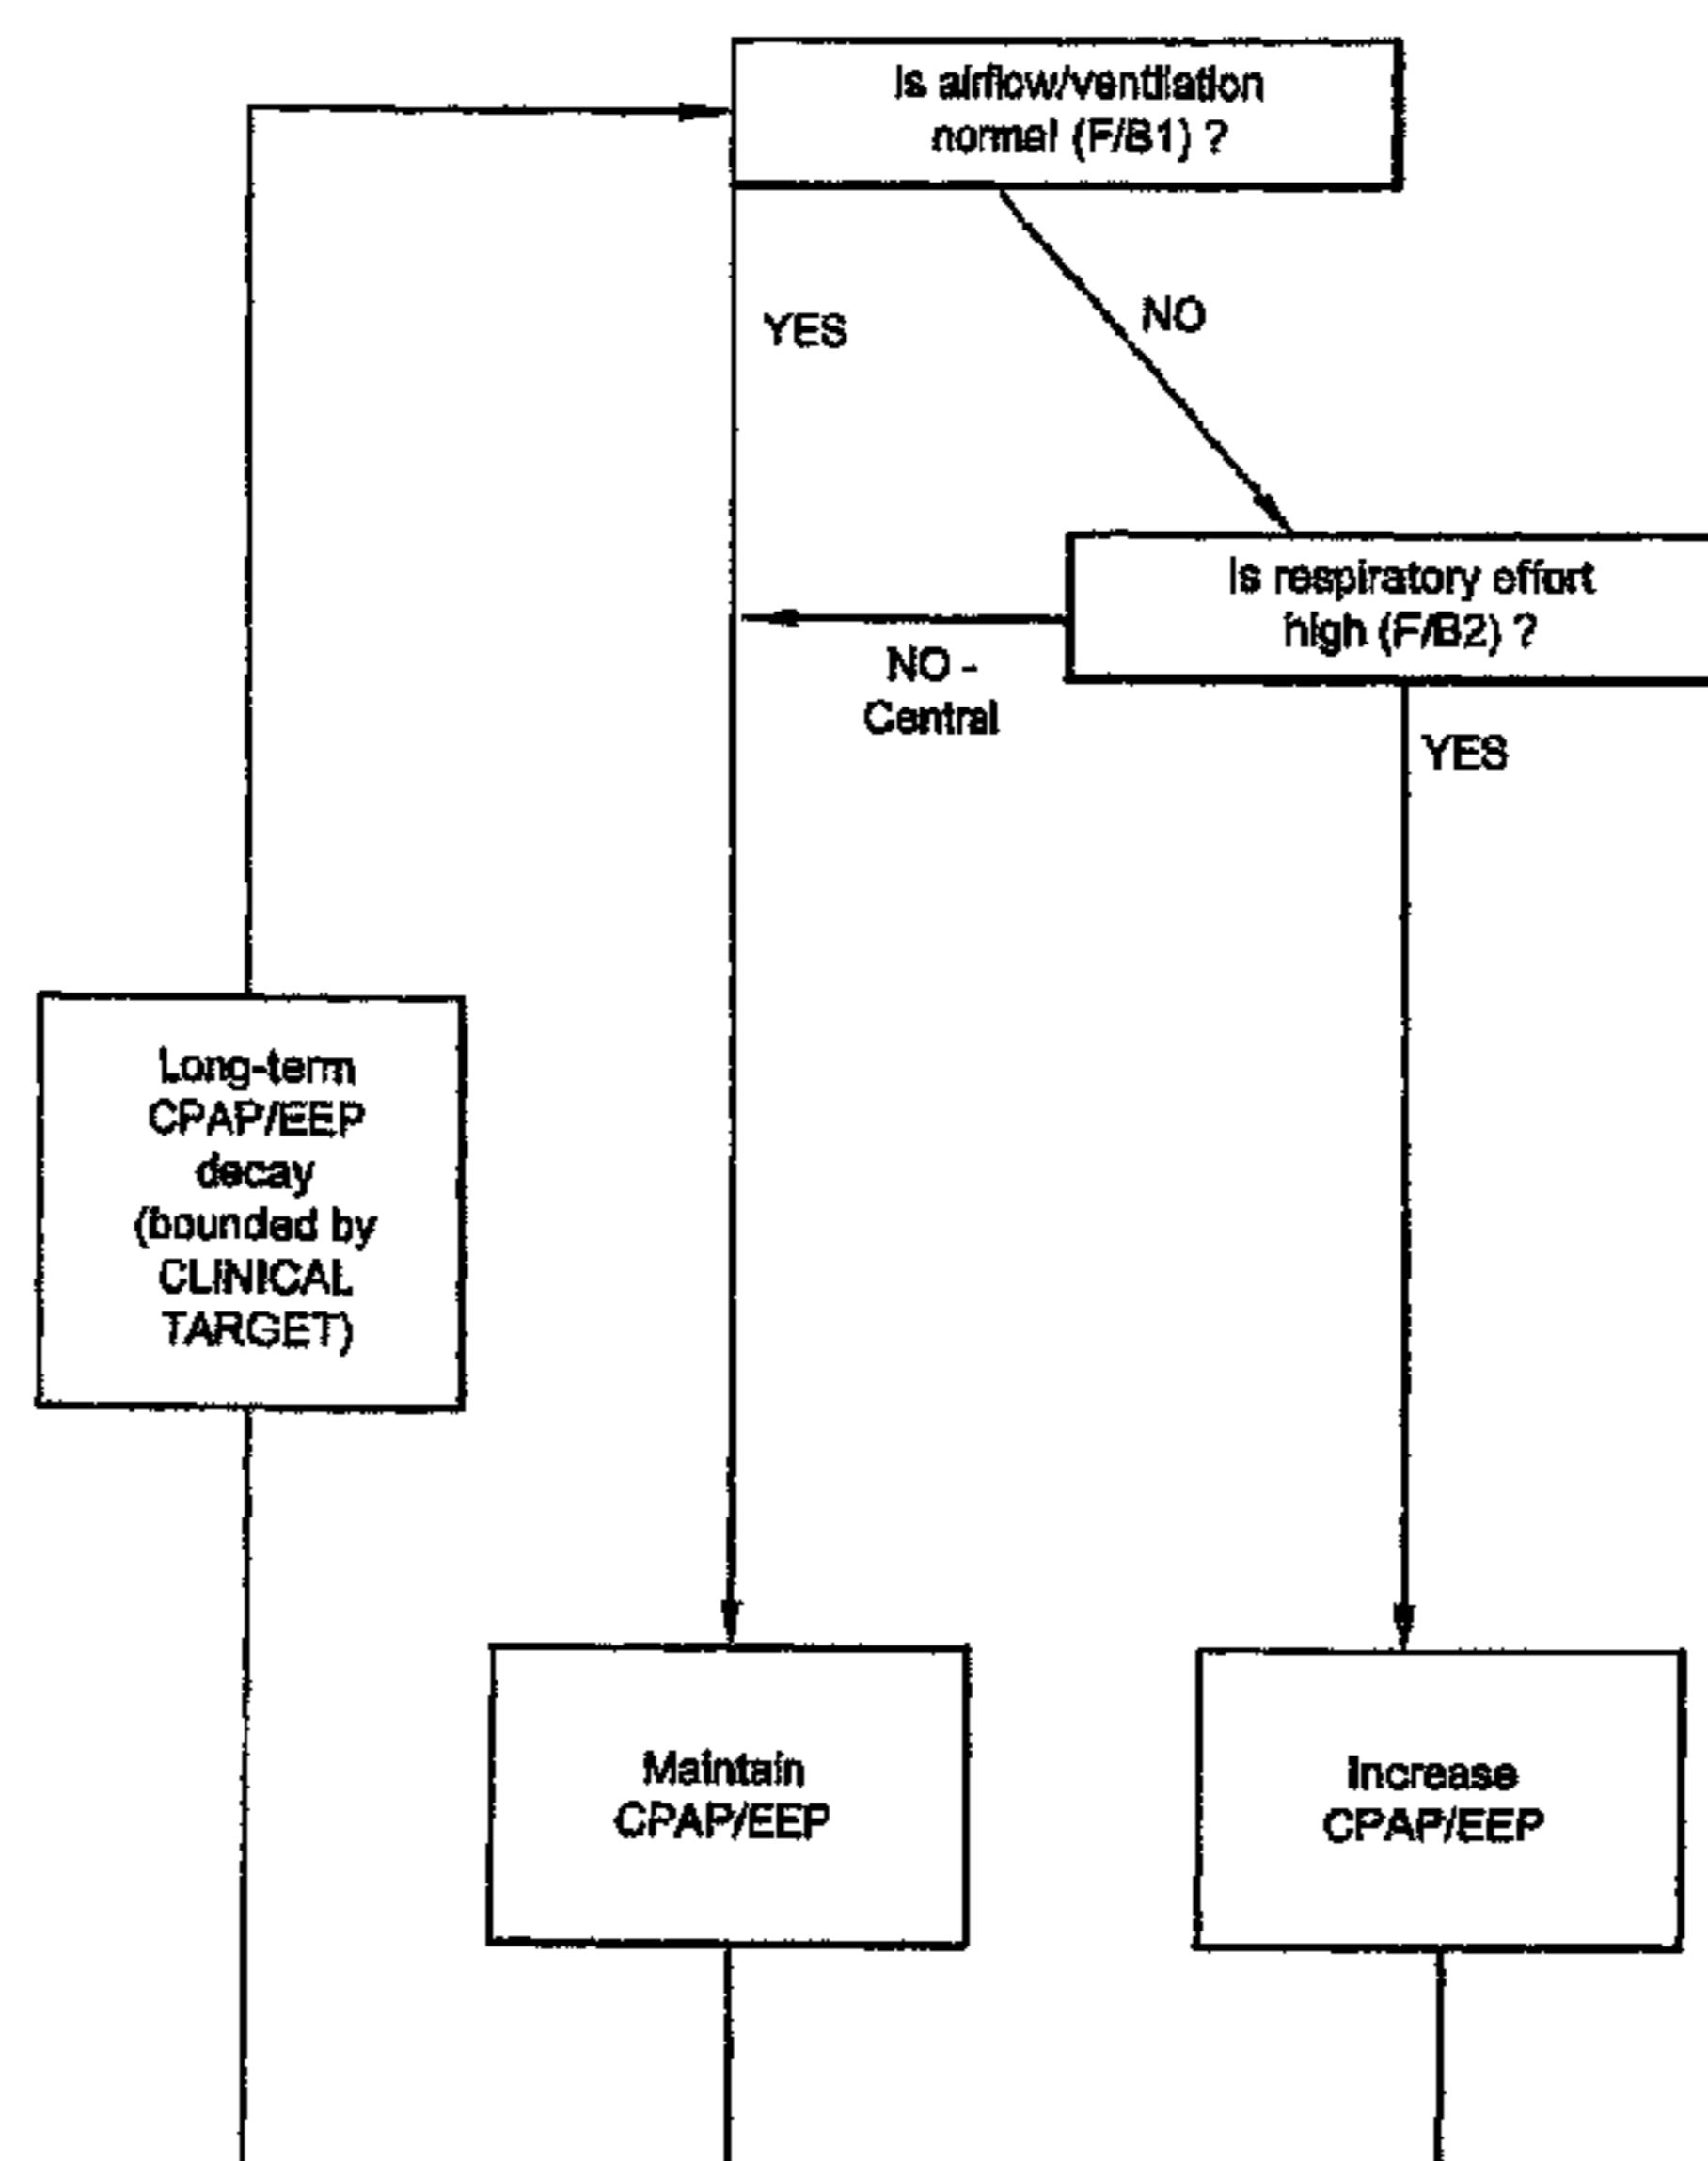 Is airflow/ventilation
normal (F/B1) ?
YES
NO
Is respiratory effort
high (F/B2) ?
NO -
Central
YES
Long-term
CPAP/EEP
decay
(bounded by
CLINICAL
TARGET)
Maintain
CPAP/EEP
Increase
CPAP/EEP